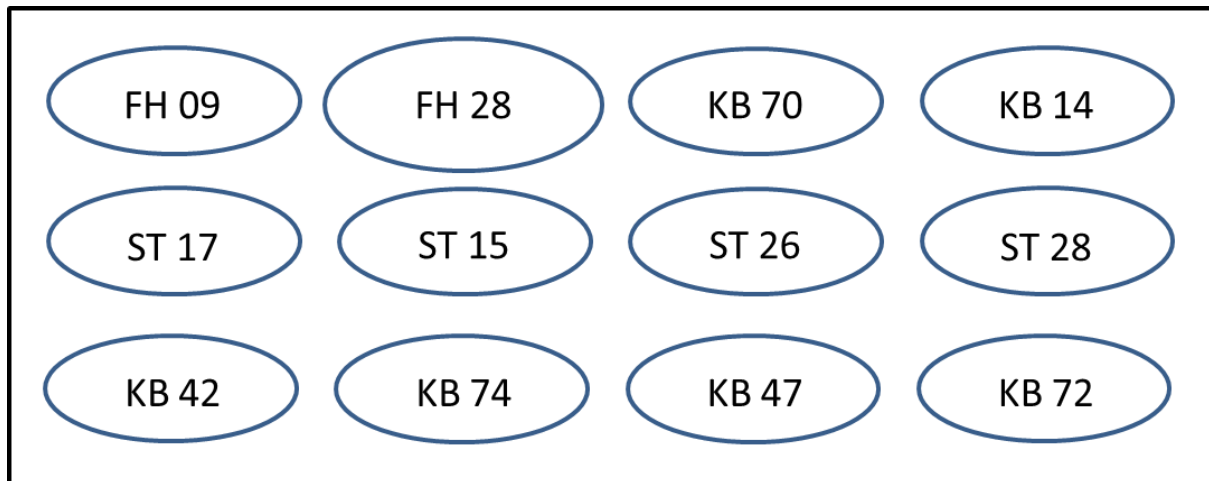 FH 09 FH 28 KB 70 KB 14
ST 17 ST 15 ST 26 ST 28
KB 42 KB 74 KB 47 KB 72